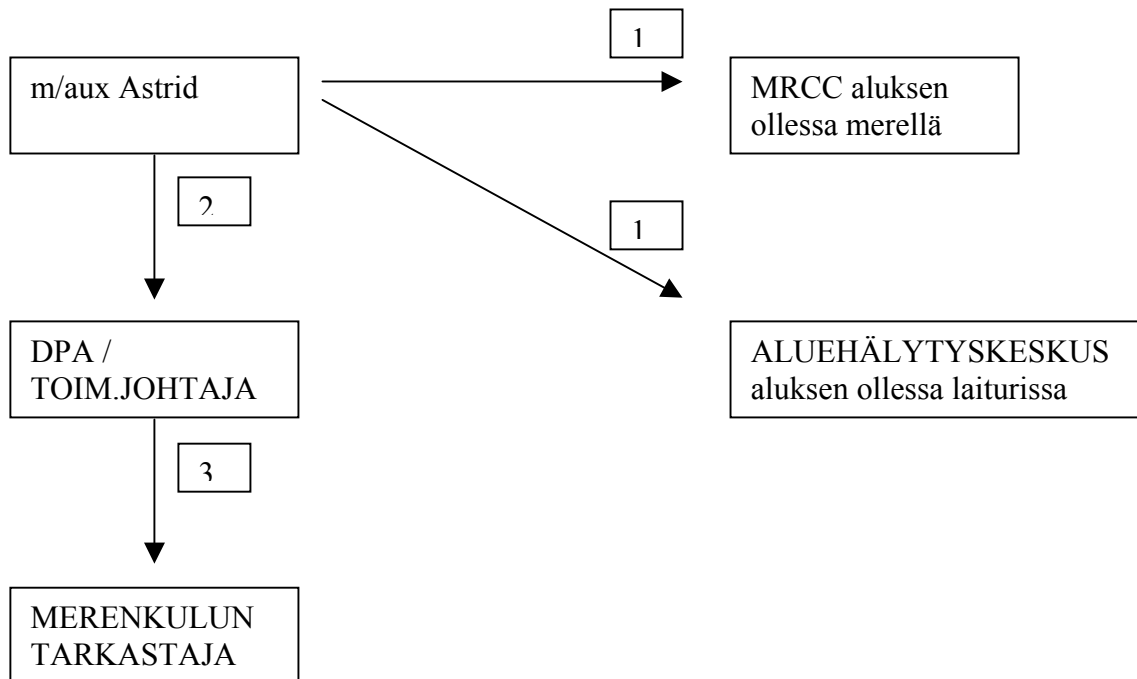 1
m/aux Astrid
MRCC aluksen
ollessa merellä
2
1
DPA /
TOIM.JOHTAJA
ALUEHÄLYTYSKESKUS
aluksen ollessa laiturissa
3
MERENKULUN
TARKASTAJA